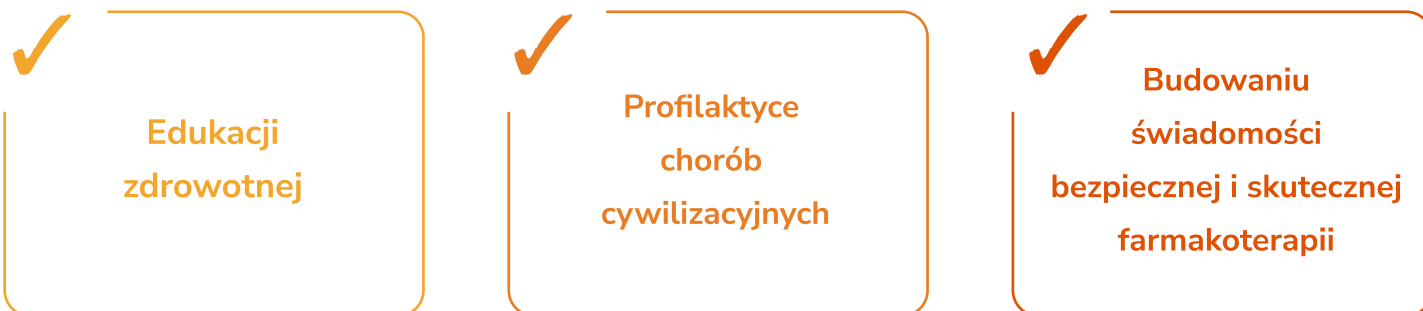 Edukacji
zdrowotnej
Profilaktyce
chorób
cywilizacyjnych
Budowaniu
świadomości
bezpiecznej i skutecznej
farmakoterapii